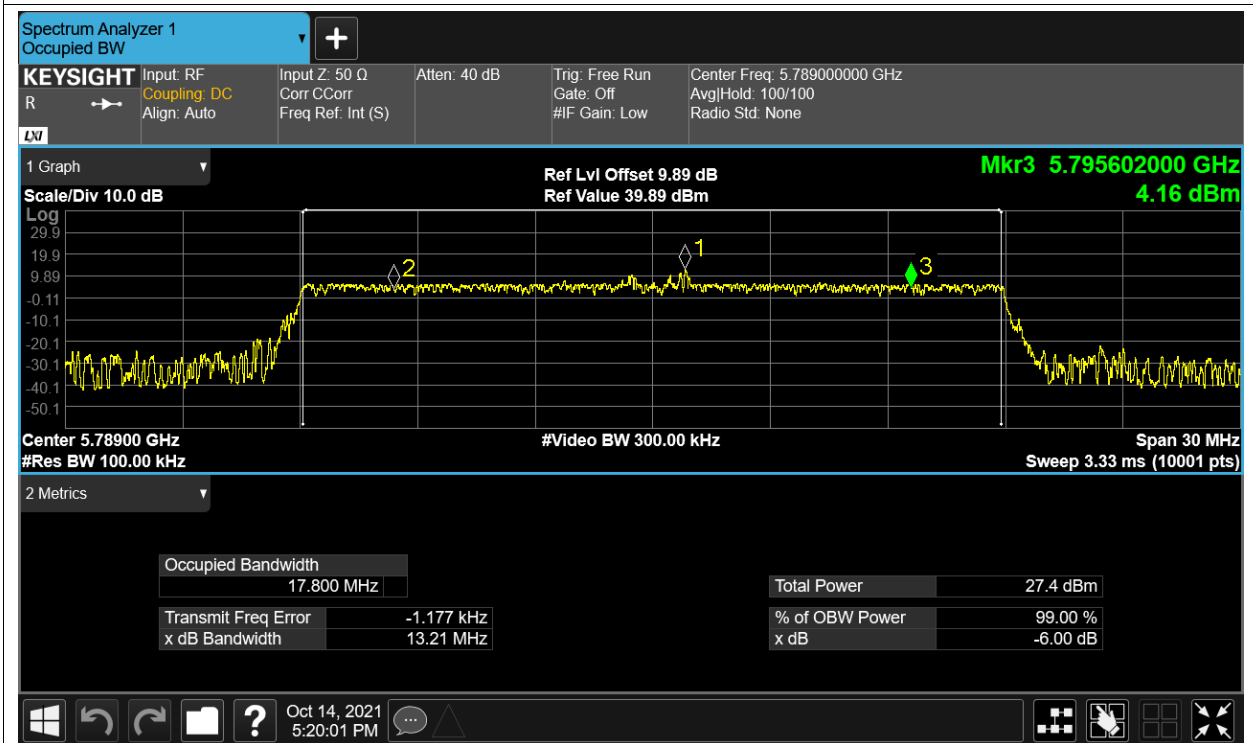 Spectrum Analyzer 1
Occupied BW
KEYSIGHT Input: RF Input Z: 50 Ω Atten: 40 dB Trig: Free Run Center Freq: 5.789000000 GHz
R Coupling: DC Corr CCorr Gate: Off Avg|Hold: 100/100
Align: Auto Freq Ref: Int (S) #IF Gain: Low Radio Std: None
LXI
1 Graph Ref Lvl Offset 9.89 dB Mkr3 5.795602000 GHz
Scale/Div 10.0 dB Ref Value 39.89 dBm 4.16 dBm
Log
29.9
19.9 1
9.89 2 3
-0.11
-10.1
-20.1
-30.1
-40.1
-50.1
Center 5.78900 GHz #Video BW 300.00 kHz Span 30 MHz
#Res BW 100.00 kHz Sweep 3.33 ms (10001 pts)
2 Metrics
Occupied Bandwidth
17.800 MHz Total Power 27.4 dBm
Transmit Freq Error -1.177 kHz % of OBW Power 99.00 %
x dB Bandwidth 13.21 MHz x dB -6.00 dB
? Oct 14, 2021
5:20:01 PM